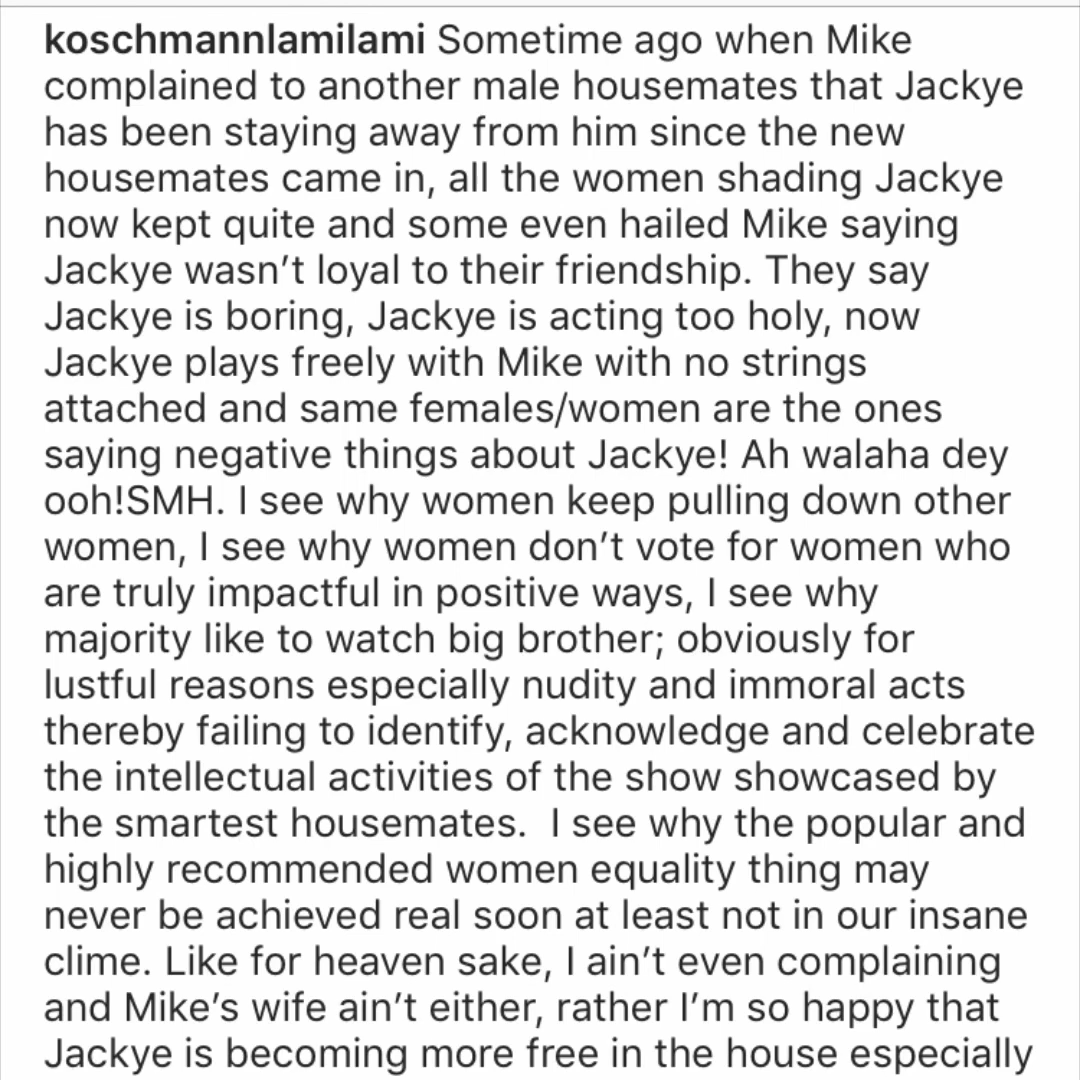 koschmannlamilami Sometime ago when Mike
complained to another male housemates that Jackye
has been staying away from him since the new
housemates came in, all the women shading Jackye
now kept quite and some even hailed Mike saying
Jackye wasn’t loyal to their friendship. They say
Jackye is boring, Jackye is acting too holy, now
Jackye plays freely with Mike with no strings
attached and same females/women are the ones
saying negative things about Jackye! Ah walaha dey
ooh!SMH. I see why women keep pulling down other
women, I see why women don’t vote for women who
are truly impactful in positive ways, I see why
majority like to watch big brother; obviously for
lustful reasons especially nudity and immoral acts
thereby failing to identify, acknowledge and celebrate
the intellectual activities of the show showcased by
the smartest housemates.  I see why the popular and
highly recommended women equality thing may
never be achieved real soon at least not in our insane
clime. Like for heaven sake, I ain’t even complaining
and Mike’s wife ain’t either, rather I’m so happy that
Jackye is becoming more free in the house especially